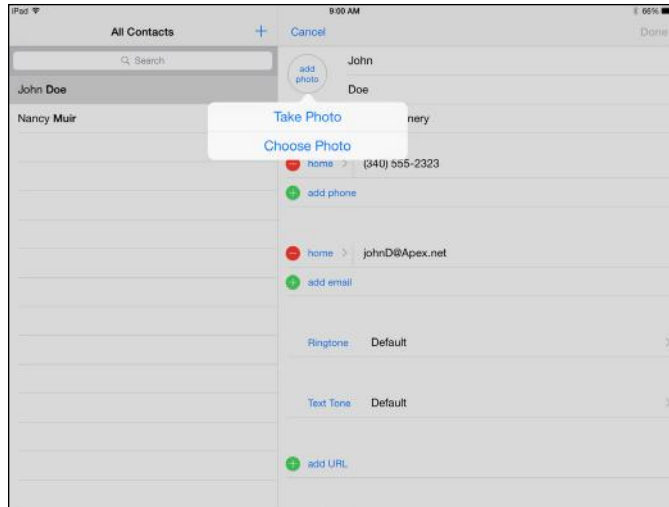 iPad 9:00 AM 66%
All Contacts + Cancel Done
Search
add photo
John
John Doe
Doe
Nancy Muir
Take Photo
nery
Choose Photo
home (340) 555-2323
add phone
home johnD@Apex.net
add email
Ringtone Default
Text Tone Default
add URL